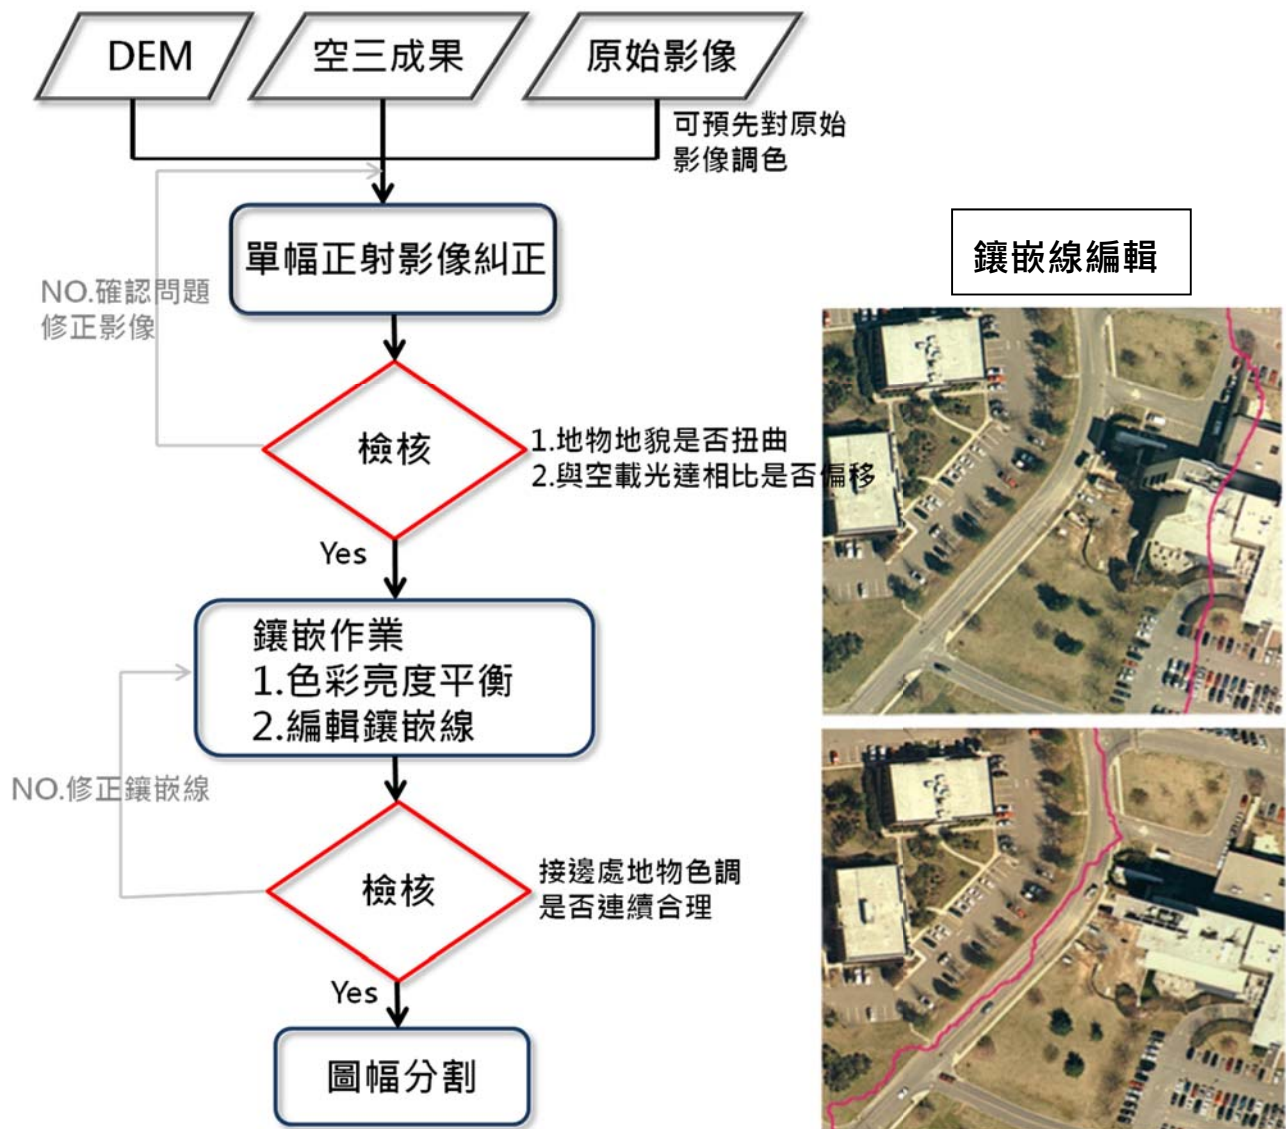 DEM
空三成果
原始影像
可預先對原始
影像調色
單幅正射影像糾正
NO.確認問題
修正影像
檢核
1.地物地貌是否扭曲
2.與空載光達相比是否偏移
Yes
鑲嵌作業
1.色彩亮度平衡
2.編輯鑲嵌線
NO.修正鑲嵌線
檢核
接邊處地物色調
是否連續合理
Yes
圖幅分割
鑲嵌線編輯